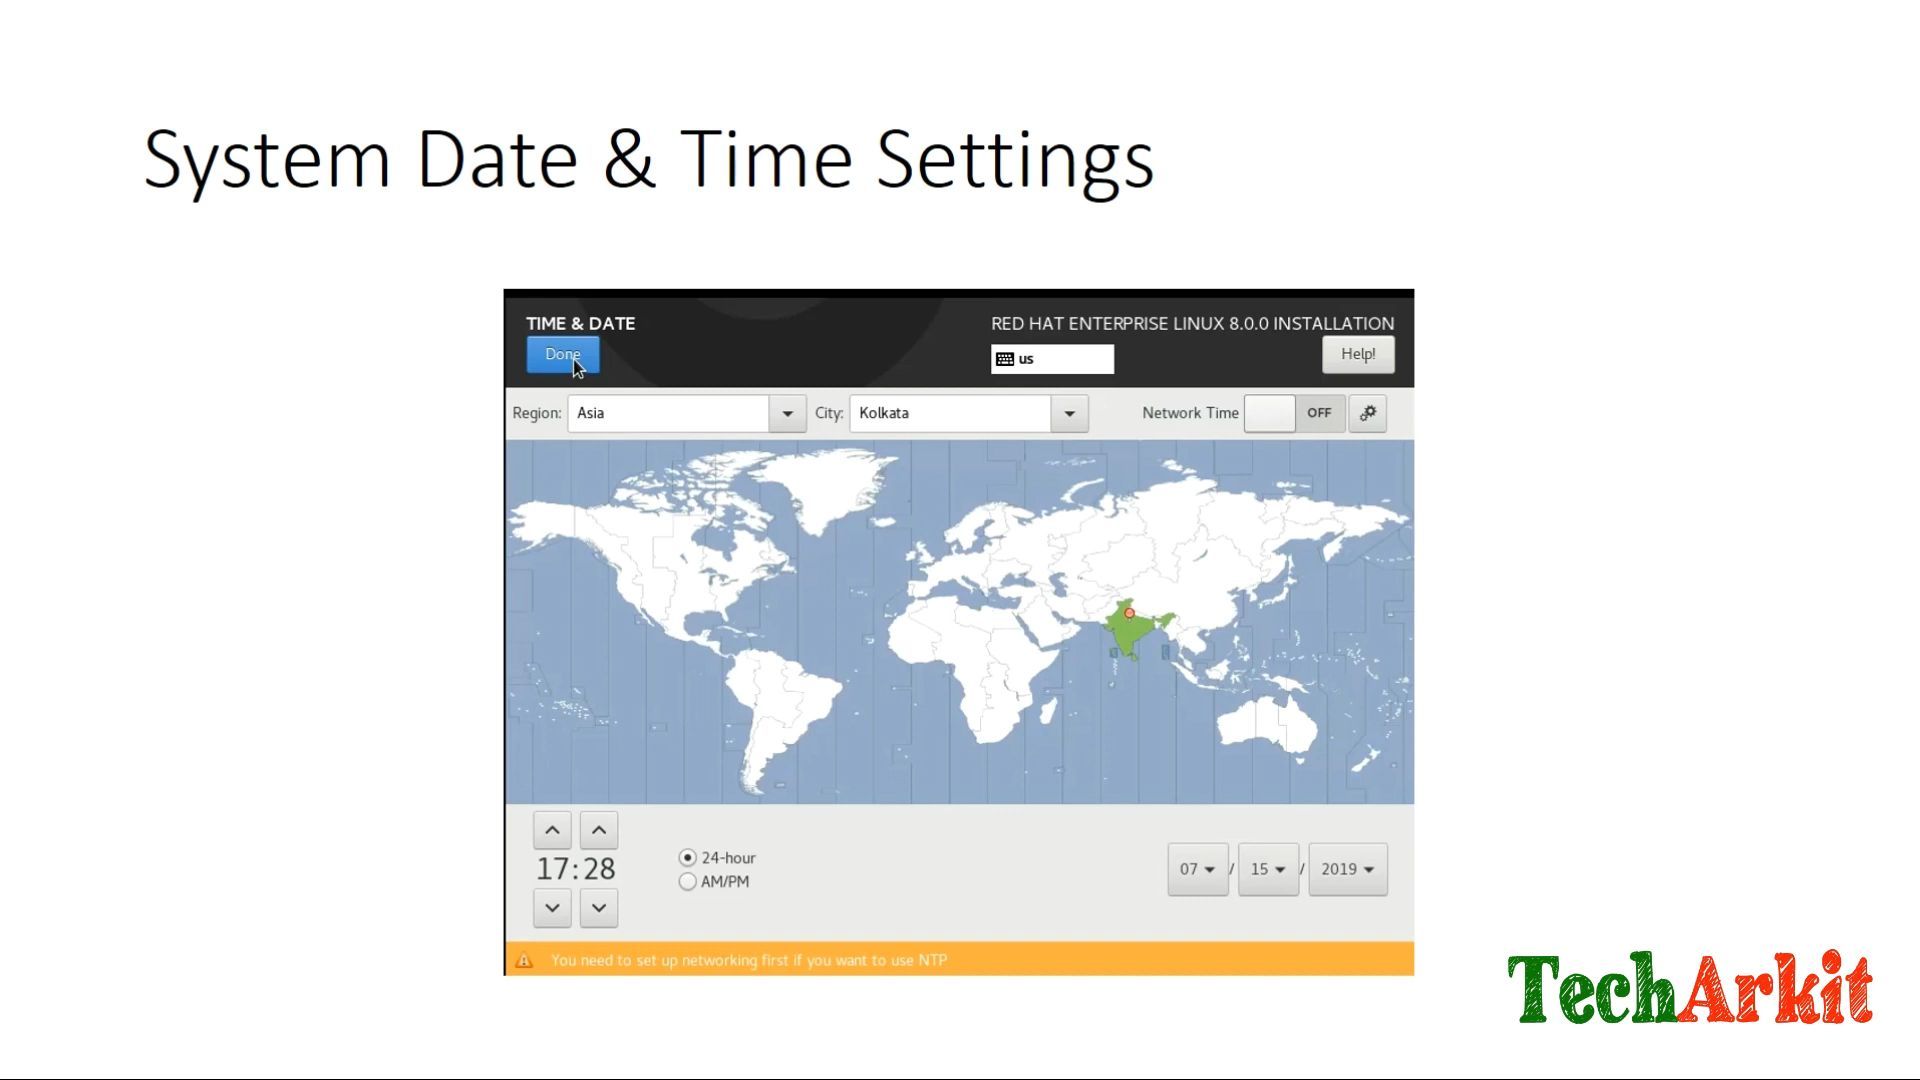 System Date & Time Settings
TIME & DATE
RED HAT ENTERPRISE LINUX 8.0.0 INSTALLATION
Done
us
Help!
Region: Asia City: Kolkata Network Time OFF
17:28
24-hour
AM/PM
07 / 15 / 2019
You need to set up networking first if you want to use NTP
TechArkit